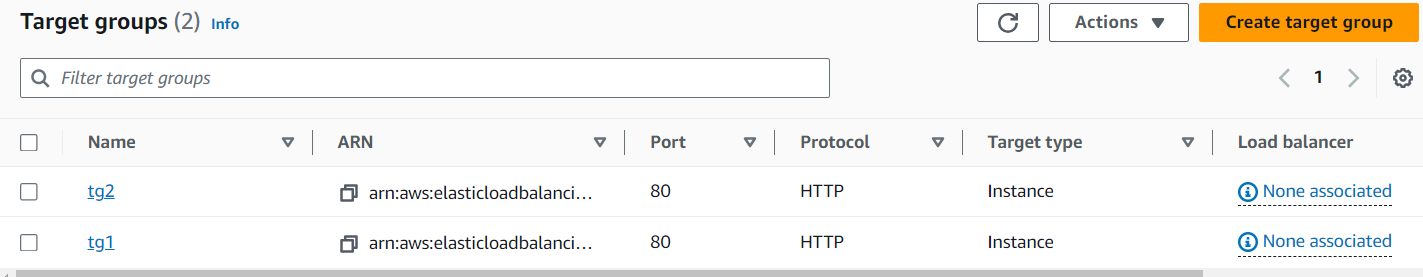 Target groups (2) Info
Actions
Create target group
Filter target groups
1
Name ARN Port Protocol Target type Load balancer
tg2 arn:aws:elasticloadbalanci… 80 HTTP Instance None associated
tg1 arn:aws:elasticloadbalanci… 80 HTTP Instance None associated